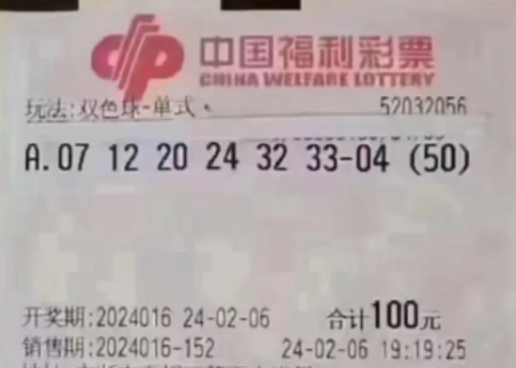 中国福利彩票
CHINA WELFARE LOTTERY
玩法:双色球-单式 52032056
A.07 12 20 24 32 33-04 (50)
开奖期:2024016 24-02-06 合计100元
销售期:2024016-152 24-02-06 19:19:25